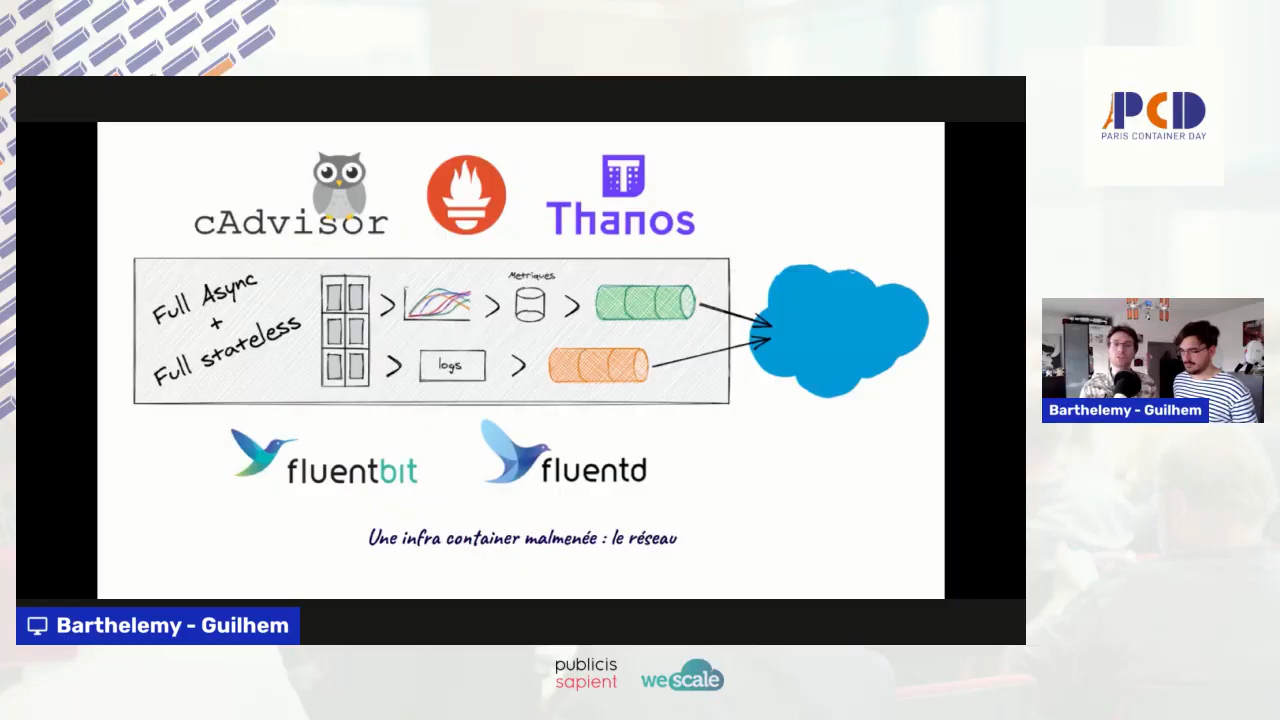 PCD
PARIS CONTAINER DAY
cAdvisor
T
Thanos
Full Async
+
Full stateless
Metriques
logs
fluentbit
fluentd
Une infra container malmenée : le réseau
Barthelemy - Guilhem
Barthelemy - Guilhem
publicis
sapient
wescale